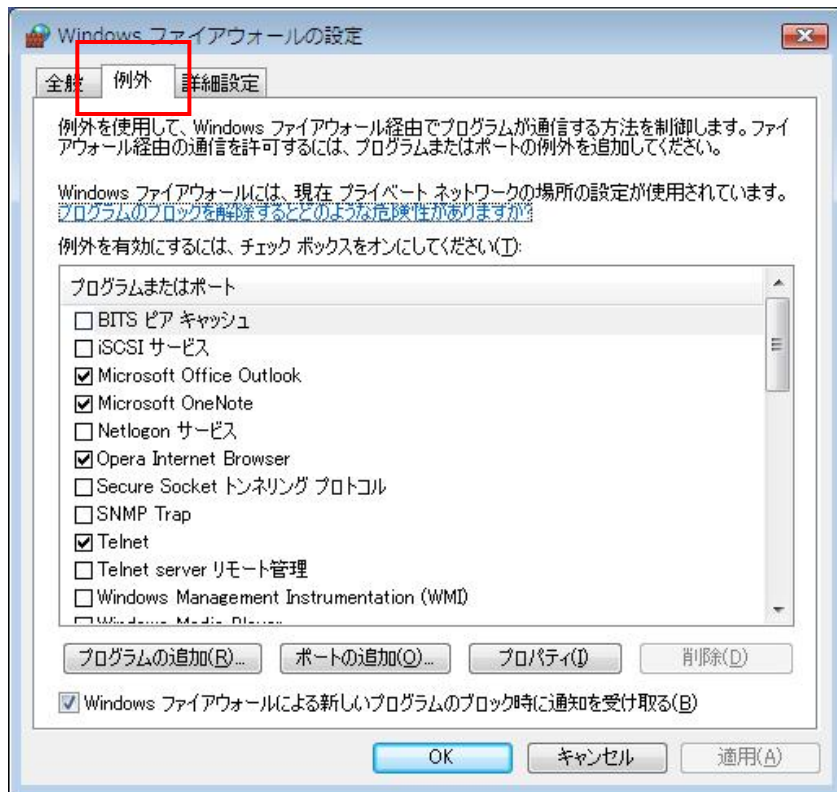 Windows ファイアウォールの設定
全般
例外
詳細設定
例外を使用して、Windows ファイアウォール経由でプログラムが通信する方法を制御します。ファイ
アウォール経由の通信を許可するには、プログラムまたはポートの例外を追加してください。
Windows ファイアウォールには、現在 プライベート ネットワークの場所の設定が使用されています。
プログラムのブロックを解除するとどのような危険性がありますか?
例外を有効にするには、チェック ボックスをオンにしてください(T):
プログラムまたはポート
BITS ピア キャッシュ
iSCSI サービス
Microsoft Office Outlook
Microsoft OneNote
Netlogon サービス
Opera Internet Browser
Secure Socket トンネリング プロトコル
SNMP Trap
Telnet
Telnet server リモート管理
Windows Management Instrumentation (WMI)
Windows Media Player
プログラムの追加(R)...
ポートの追加(O)...
プロパティ(I)
削除(D)
Windows ファイアウォールによる新しいプログラムのブロック時に通知を受け取る(B)
OK
キャンセル
適用(A)